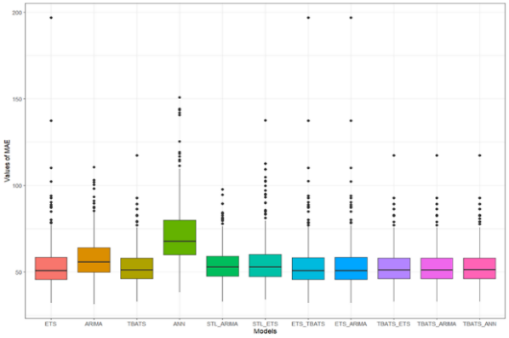 200
150
100
50
Values of MAE
ETS ARIMA TBATS ANN STL_ARIMA STL_ETS ETS_TBATS ETS_ARIMA TBATS_ETS TBATS_ARIMA TBATS_ANN
Models